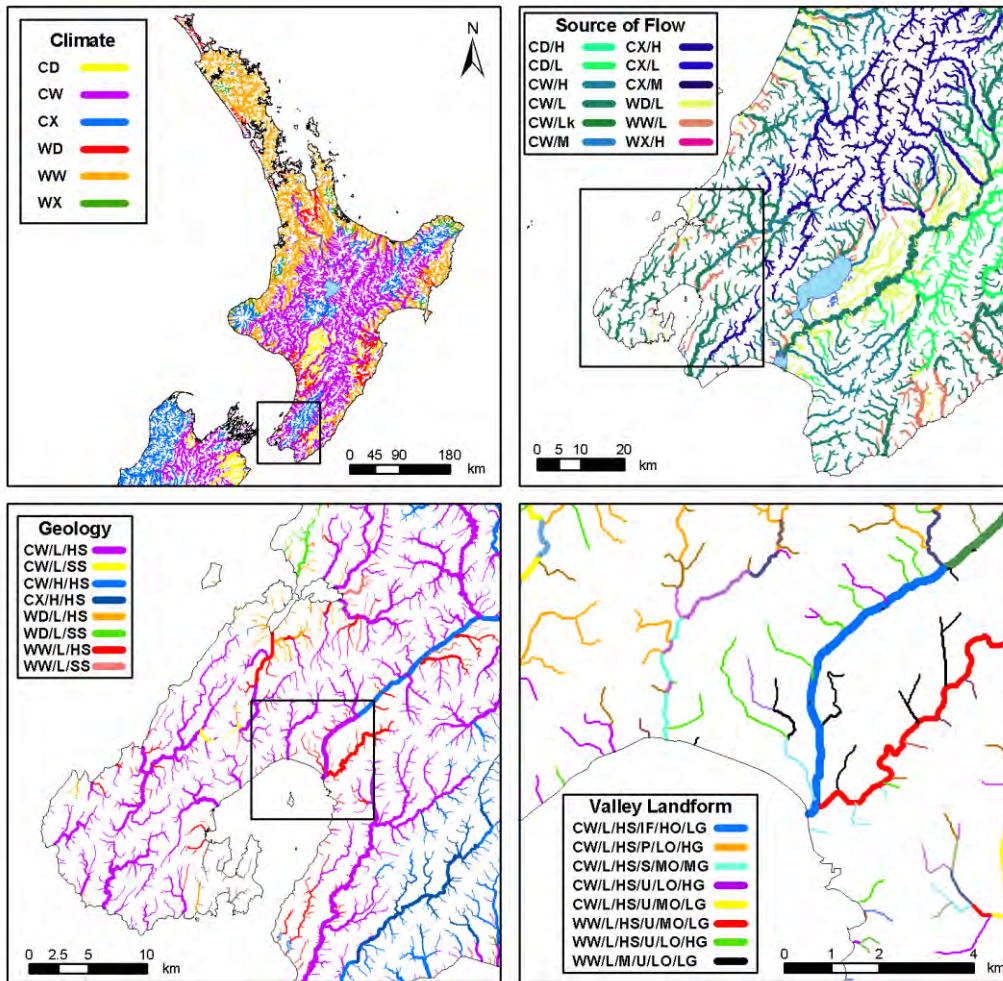 Climate
CD
CW
CX
WD
WW
WX
N
0 45 90 180
km
Source of Flow
CD/H CX/H
CD/L CX/L
CW/H CX/M
CW/L WD/L
CW/Lk WW/L
CW/M WX/H
0 5 10 20
km
Geology
CW/L/HS
CW/L/SS
CW/H/HS
CX/H/HS
WD/L/HS
WD/L/SS
WW/L/HS
WW/L/SS
0 2.5 5 10
km
Valley Landform
CW/L/HS/IF/HO/LG
CW/L/HS/P/LO/HG
CW/L/HS/S/MO/MG
CW/L/HS/U/LO/HG
CW/L/HS/U/MO/LG
WW/L/HS/U/MO/LG
WW/L/HS/U/LO/HG
WW/L/M/U/LO/LG
0 1 2 4
km